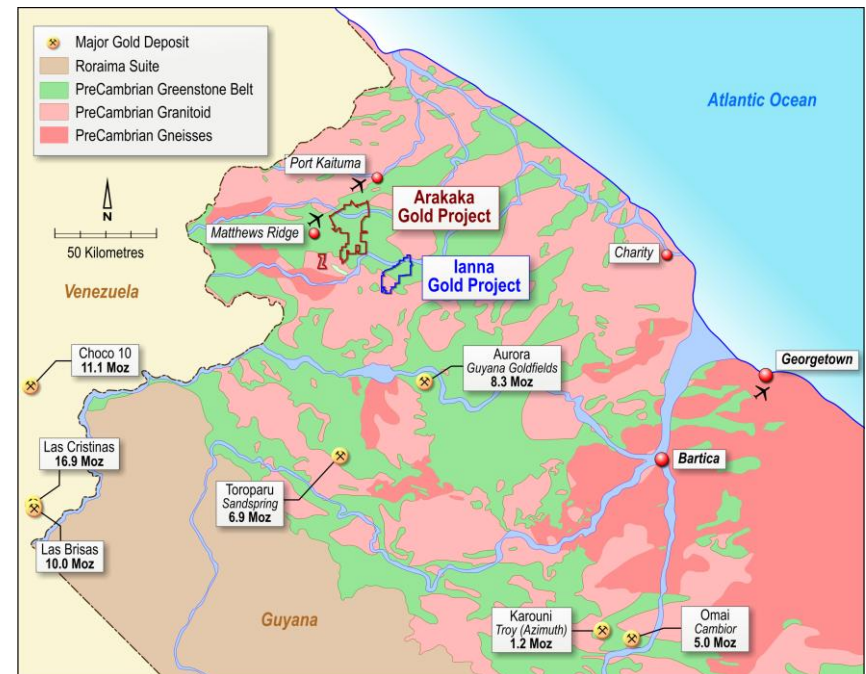 Major Gold Deposit
Roraima Suite
PreCambrian Greenstone Belt
PreCambrian Granitoid
PreCambrian Gneisses
Atlantic Ocean
N
50 Kilometres
Port Kaituma
Arakaka
Gold Project
Matthews Ridge
Ianna
Gold Project
Charity
Venezuela
Choco 10
11.1 Moz
Aurora
Guyana Goldfields
8.3 Moz
Georgetown
Las Cristinas
16.9 Moz
Toroparu
Sandspring
6.9 Moz
Bartica
Las Brisas
10.0 Moz
Guyana
Karouni
Troy (Azimuth)
1.2 Moz
Omai
Cambior
5.0 Moz